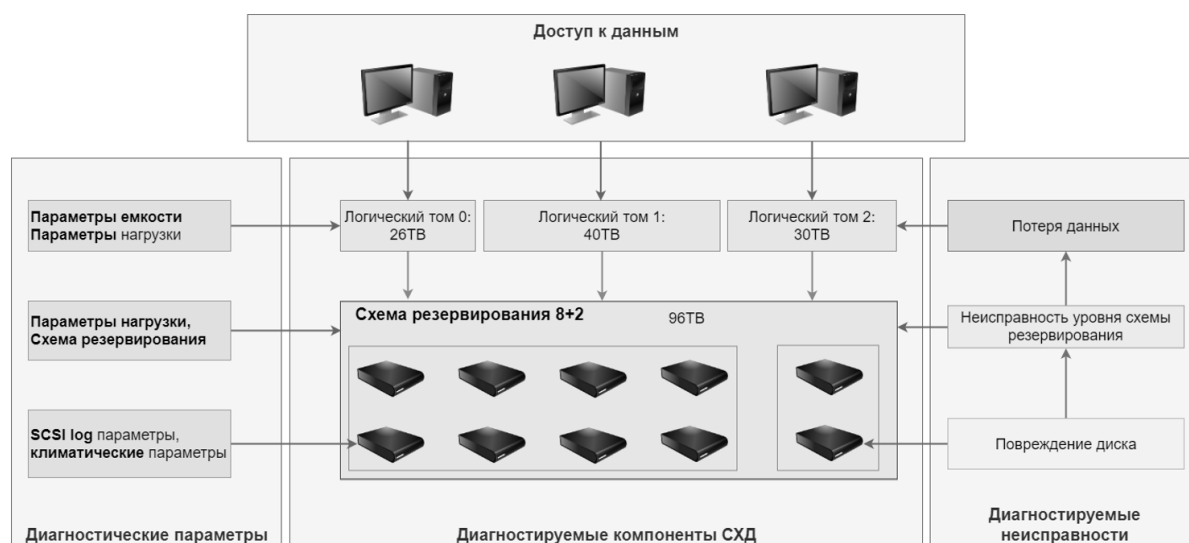 Доступ к данным
Параметры емкости
Параметры нагрузки
Логический том 0:
26TB
Логический том 1:
40TB
Логический том 2:
30TB
Потеря данных
Параметры нагрузки,
Схема резервирования
Схема резервирования 8+2
96TB
Неисправность уровня схемы
резервирования
SCSI log параметры,
климатические параметры
Повреждение диска
Диагностические параметры
Диагностируемые компоненты СХД
Диагностируемые
неисправности